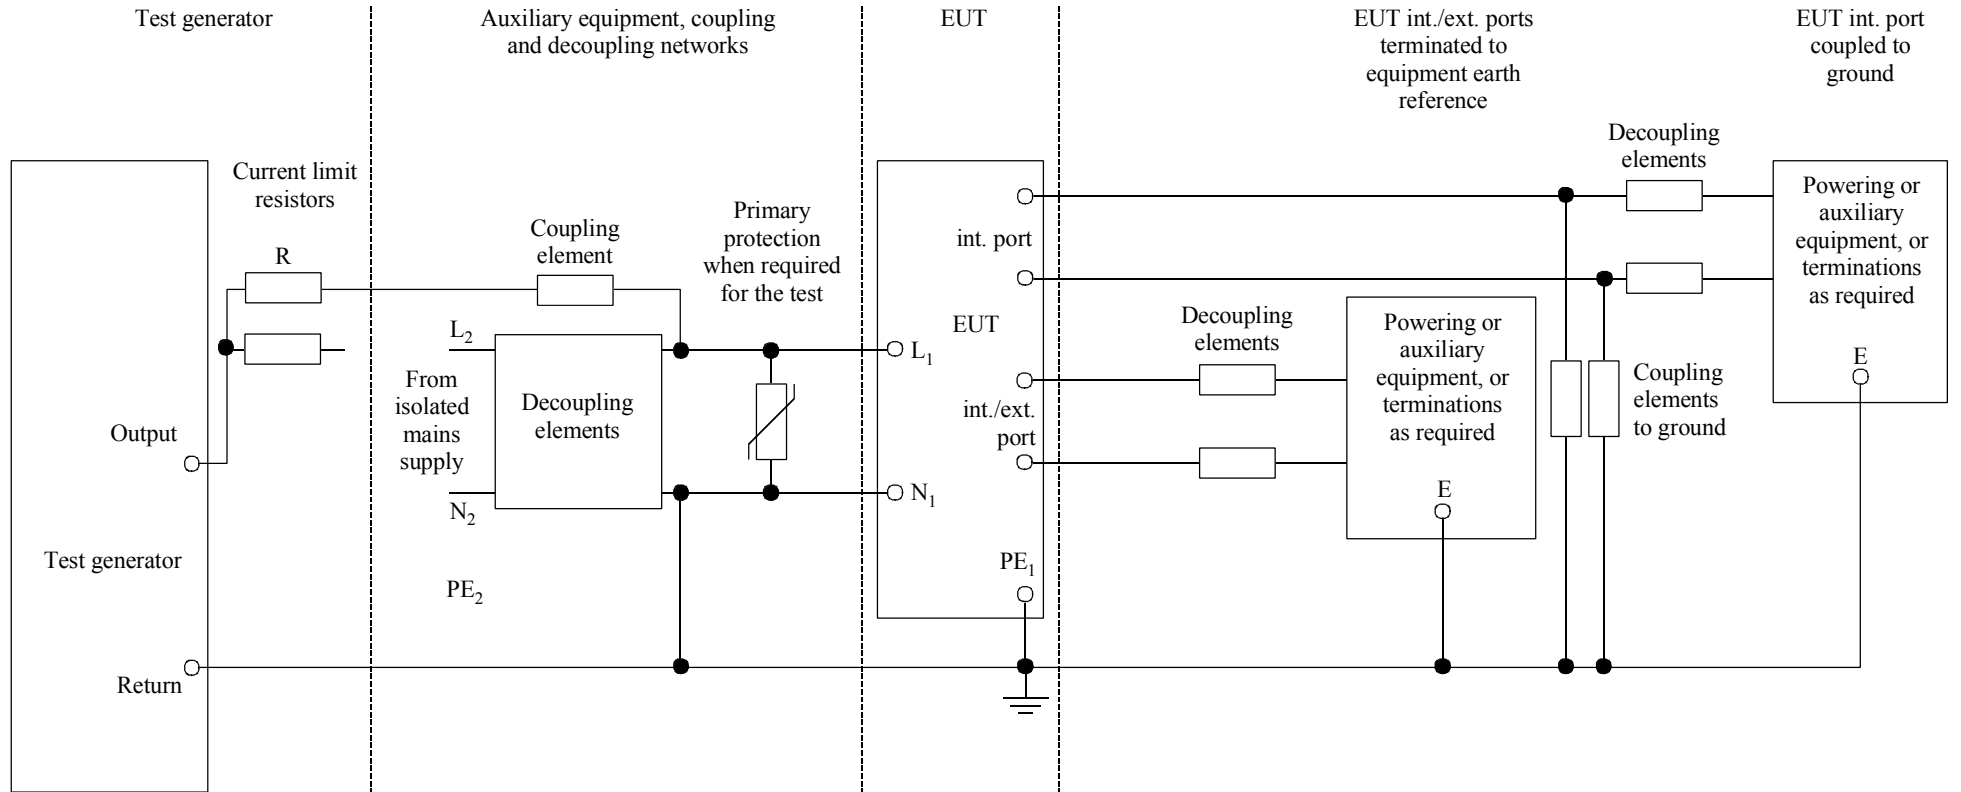 Test generator
Auxiliary equipment, coupling
and decoupling networks
EUT
EUT int./ext. ports
terminated to
equipment earth
reference
EUT int. port
coupled to
ground
Current limit
resistors
R
Coupling
element
Primary
protection
when required
for the test
L2
From
isolated
mains
supply
N2
Decoupling
elements
PE2
Output
Test generator
Return
int. port
EUT
L1
int./ext.
port
N1
PE1
Decoupling
elements
Powering or
auxiliary
equipment, or
terminations
as required
E
Decoupling
elements
Coupling
elements
to ground
Powering or
auxiliary
equipment, or
terminations
as required
E